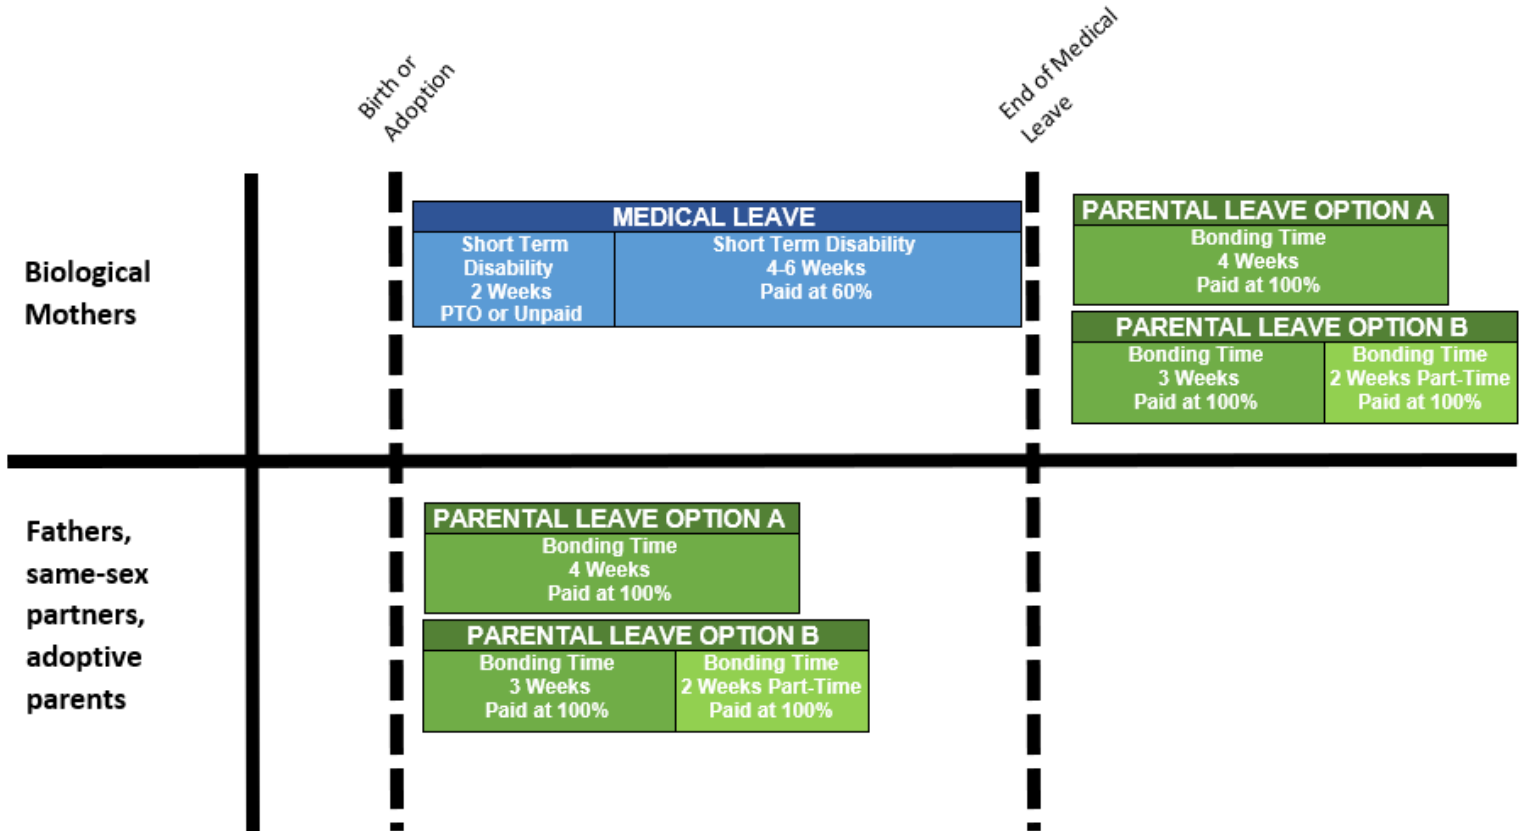 Birth or
Adoption
End of Medical
Leave
Biological
Mothers
MEDICAL LEAVE
Short Term
Disability
2 Weeks
PTO or Unpaid
Short Term Disability
4-6 Weeks
Paid at 60%
PARENTAL LEAVE OPTION A
Bonding Time
4 Weeks
Paid at 100%
PARENTAL LEAVE OPTION B
Bonding Time
3 Weeks
Paid at 100%
Bonding Time
2 Weeks Part-Time
Paid at 100%
Fathers,
same-sex
partners,
adoptive
parents
PARENTAL LEAVE OPTION A
Bonding Time
4 Weeks
Paid at 100%
PARENTAL LEAVE OPTION B
Bonding Time
3 Weeks
Paid at 100%
Bonding Time
2 Weeks Part-Time
Paid at 100%